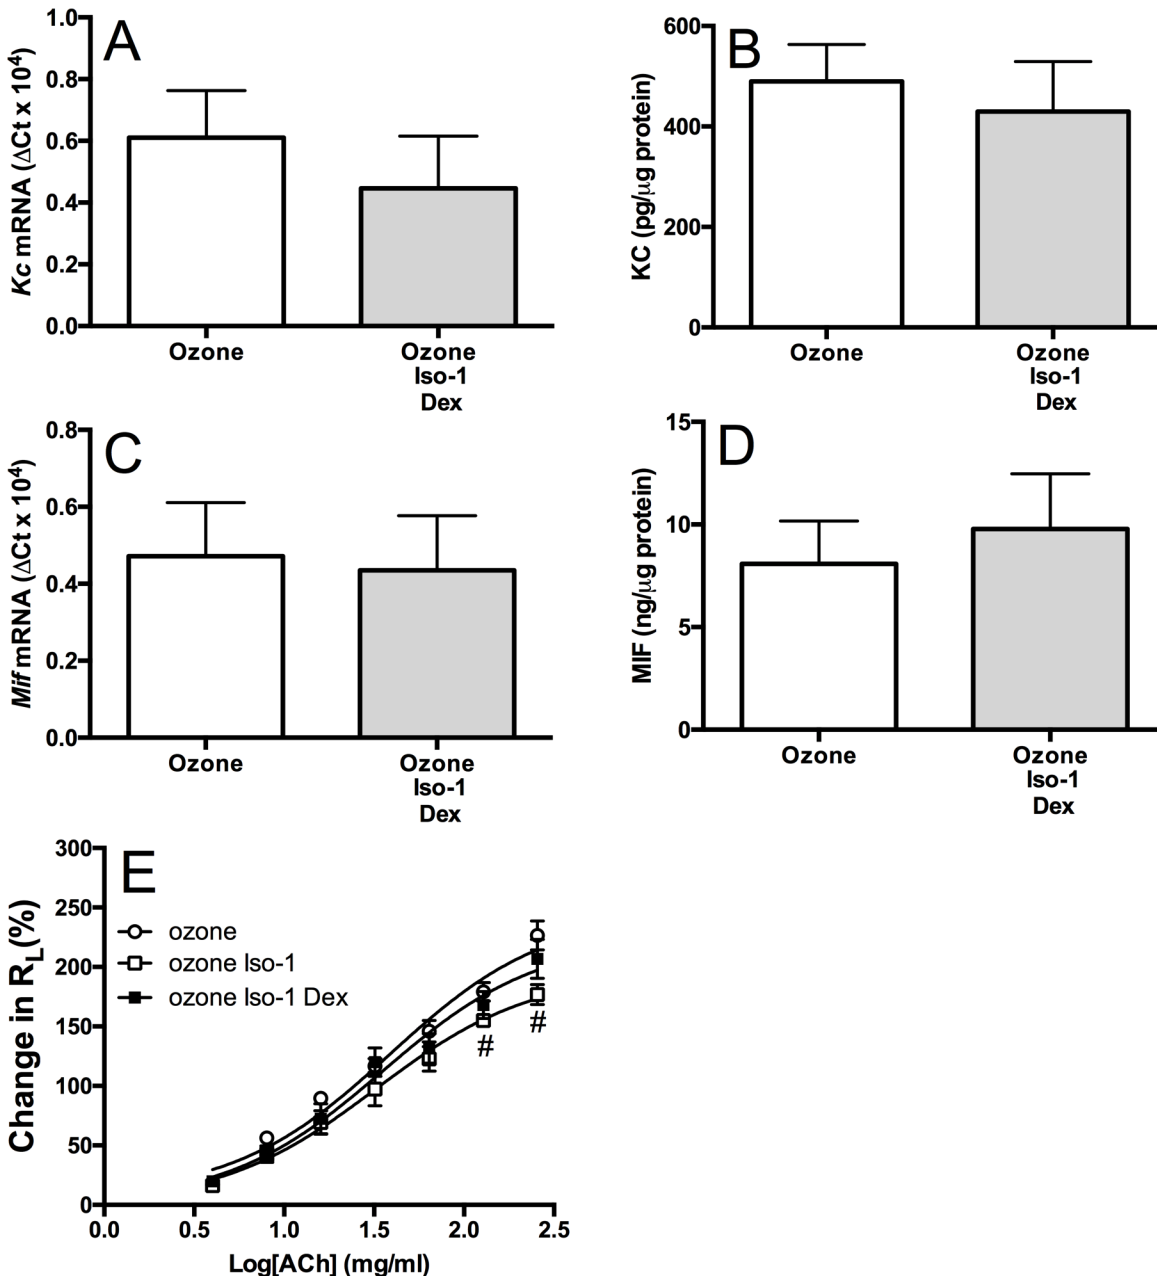 A
Kc mRNA (ΔCt x 10⁴)
1.0
0.8
0.6
0.4
0.2
0.0
Ozone
Ozone
Iso-1
Dex
B
KC (pg/µg protein)
600
400
200
0
Ozone
Ozone
Iso-1
Dex
C
Mif mRNA (ΔCt x 10⁴)
0.8
0.6
0.4
0.2
0.0
Ozone
Ozone
Iso-1
Dex
D
MIF (ng/µg protein)
15
10
5
0
Ozone
Ozone
Iso-1
Dex
E
Change in R_L(%)
300
250
200
150
100
50
0
ozone
ozone Iso-1
ozone Iso-1 Dex
#
#
0.0 0.5 1.0 1.5 2.0 2.5
Log[ACh] (mg/ml)